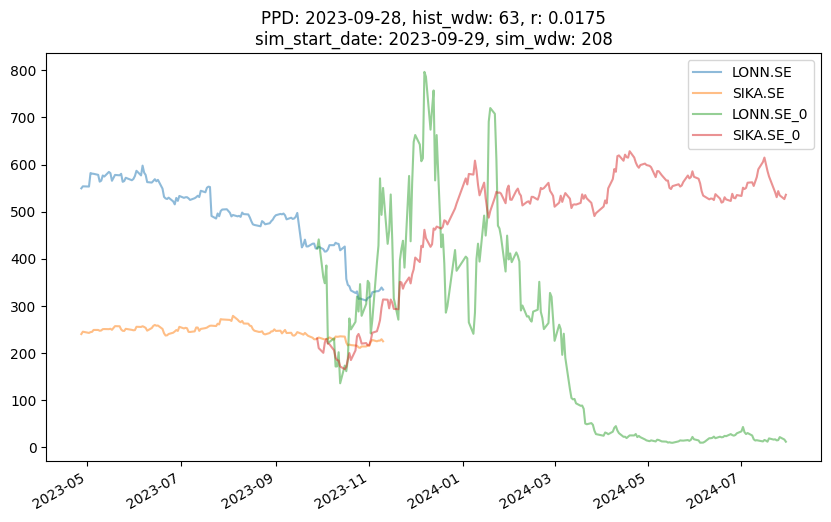 PPD: 2023-09-28, hist_wdw: 63, r: 0.0175
sim_start_date: 2023-09-29, sim_wdw: 208
LONN.SE
SIKA.SE
LONN.SE_0
SIKA.SE_0
800
700
600
500
400
300
200
100
0
2023-05
2023-07
2023-09
2023-11
2024-01
2024-03
2024-05
2024-07